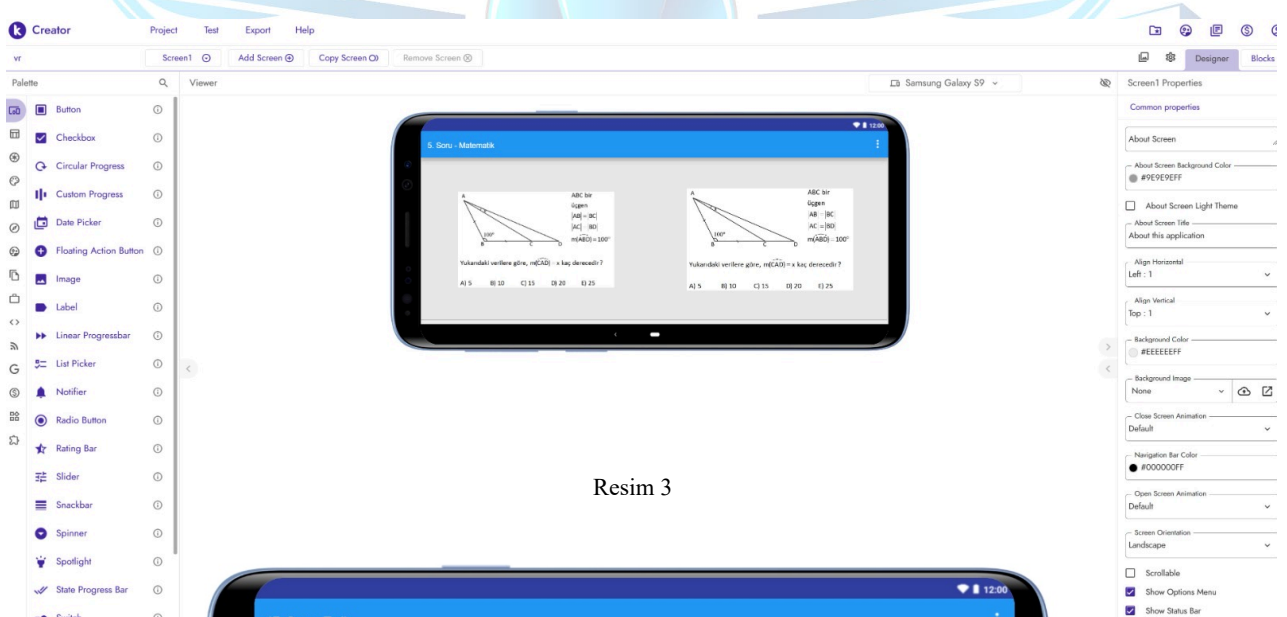 Creator
Project Test Export Help
vr Screen1 Add Screen Copy Screen Remove Screen Designer Blocks
Palette
Viewer
Samsung Galaxy S9
Screen1 Properties
Button
Checkbox
Circular Progress
Custom Progress
Date Picker
Floating Action Button
Image
Label
Linear Progressbar
List Picker
Notifier
Radio Button
Rating Bar
Slider
Snackbar
Spinner
Spotlight
State Progress Bar
Switch
12:00
5. Soru - Matematik
A
B
C
D
100°
ABC bir
üçgen
|AB| = |BC|
|AC| = |BD|
m(ABD) = 100°
Yukarıdaki verilere göre, m(CAD) = x kaç derecedir?
A) 5 B) 10 C) 15 D) 20 E) 25
A
B
C
D
100°
ABC bir
üçgen
|AB| = |BC|
|AC| = |BD|
m(ABD) = 100°
Yukarıdaki verilere göre, m(CAD) = x kaç derecedir?
A) 5 B) 10 C) 15 D) 20 E) 25
Resim 3
12:00
Common properties
About Screen
About Screen Background Color
#9E9E9EFF
About Screen Light Theme
About Screen Title
About this application
Align Horizontal
Left : 1
Align Vertical
Top : 1
Background Color
#EEEEEEFF
Background Image
None
Close Screen Animation
Default
Navigation Bar Color
#000000FF
Open Screen Animation
Default
Screen Orientation
Landscape
Scrollable
Show Options Menu
Show Status Bar